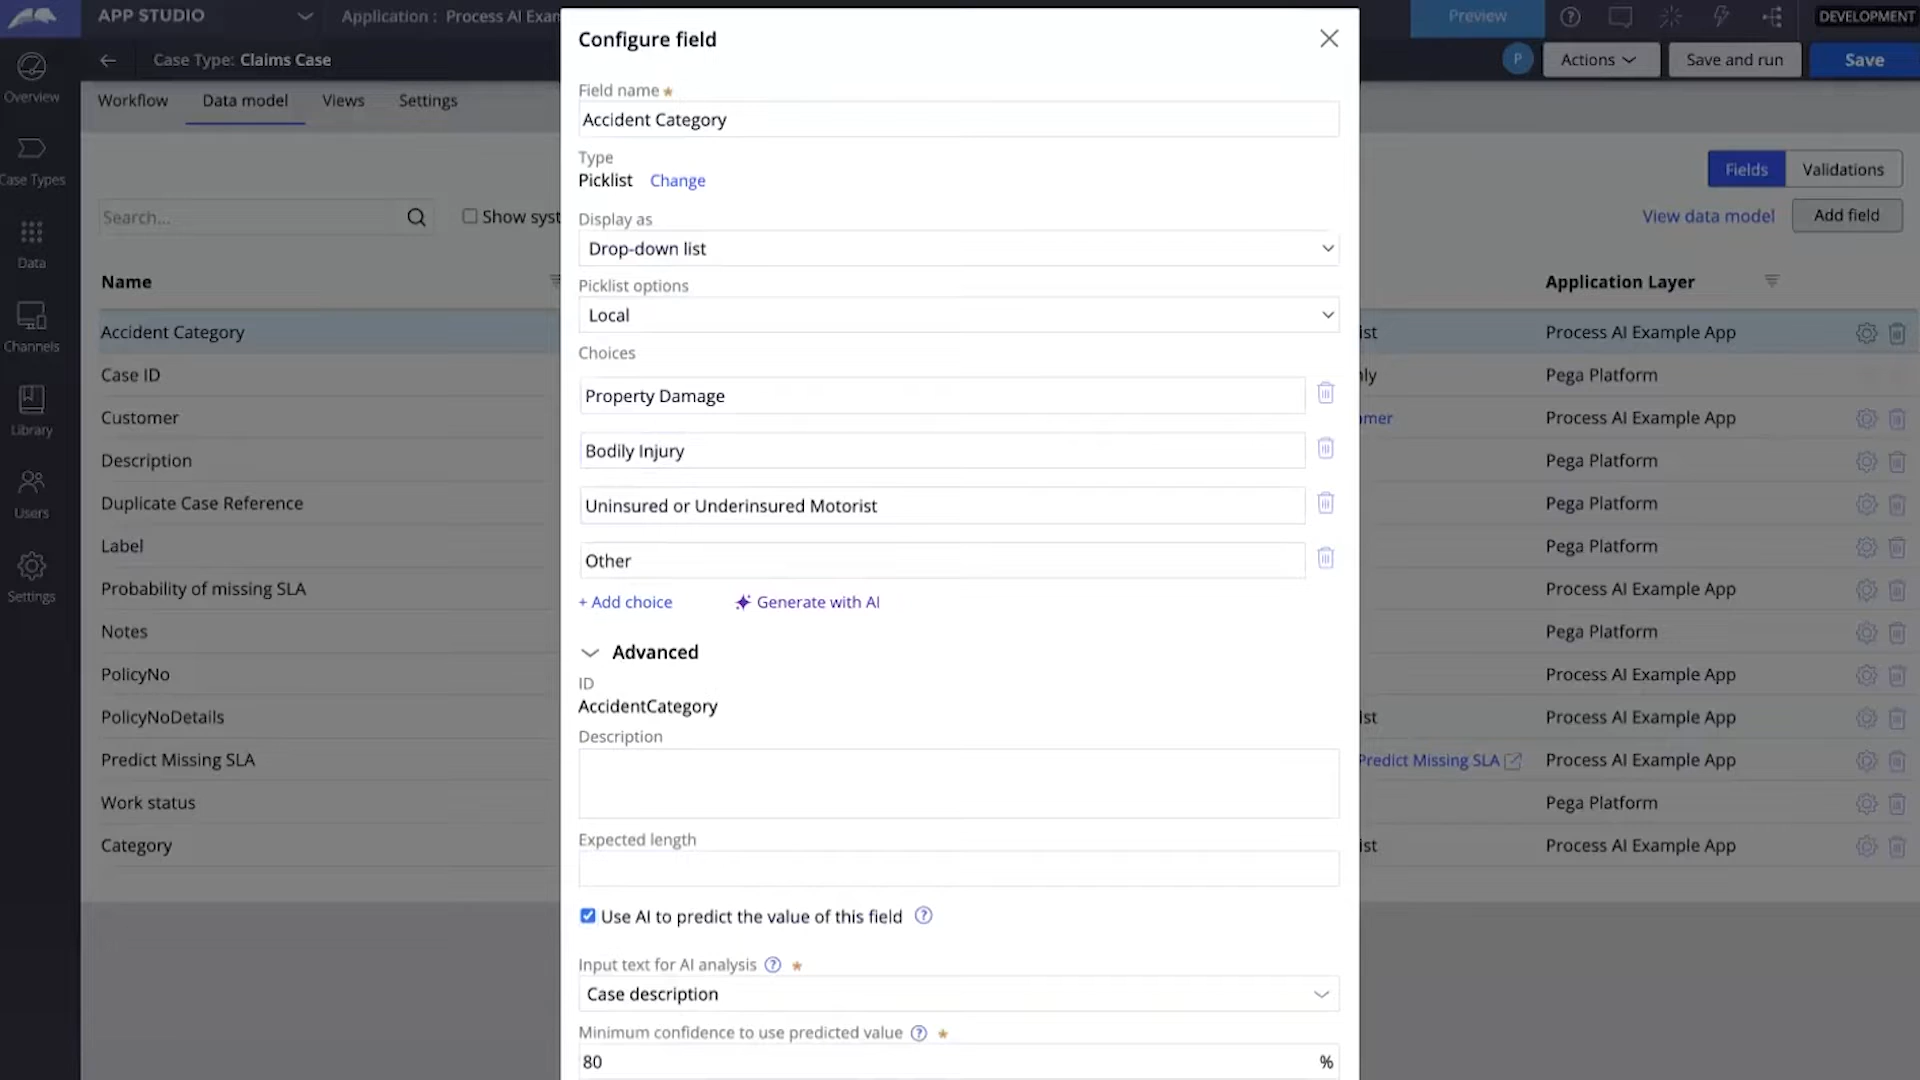 APP STUDIO
Application : Process AI Exam
Preview
DEVELOPMENT
Case Type: Claims Case
P
Actions
Save and run
Save
Overview
Case Types
Data
Channels
Library
Users
Settings
Workflow
Data model
Views
Settings
Fields
Validations
Search...
Show syst
View data model
Add field
Name
Application Layer
Accident Category
ist
Process AI Example App
Case ID
nly
Pega Platform
Customer
omer
Process AI Example App
Description
Pega Platform
Duplicate Case Reference
Pega Platform
Label
Pega Platform
Probability of missing SLA
Process AI Example App
Notes
Pega Platform
PolicyNo
Process AI Example App
PolicyNoDetails
ist
Process AI Example App
Predict Missing SLA
Predict Missing SLA
Process AI Example App
Work status
Pega Platform
Category
ist
Process AI Example App
Configure field
Field name *
Accident Category
Type
Picklist Change
Display as
Drop-down list
Picklist options
Local
Choices
Property Damage
Bodily Injury
Uninsured or Underinsured Motorist
Other
+ Add choice
Generate with AI
Advanced
ID
AccidentCategory
Description
Expected length
Use AI to predict the value of this field ?
Input text for AI analysis ? *
Case description
Minimum confidence to use predicted value ? *
80 %